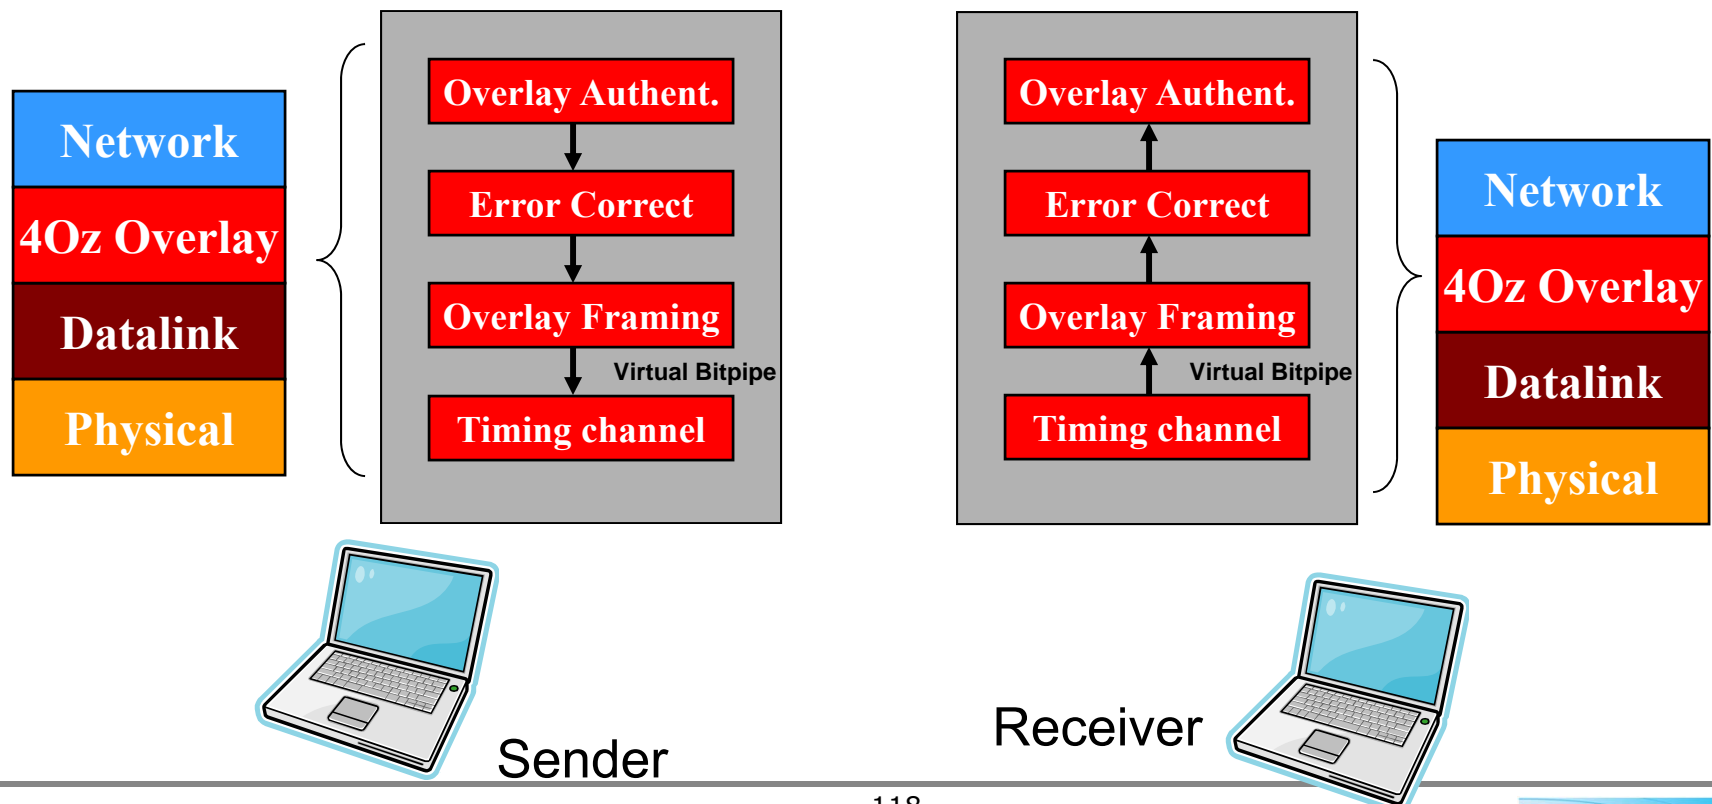 Network
4Oz Overlay
Datalink
Physical
Overlay Authent.
Error Correct
Overlay Framing
Virtual Bitpipe
Timing channel
Overlay Authent.
Error Correct
Overlay Framing
Virtual Bitpipe
Timing channel
Network
4Oz Overlay
Datalink
Physical
Sender
Receiver
118